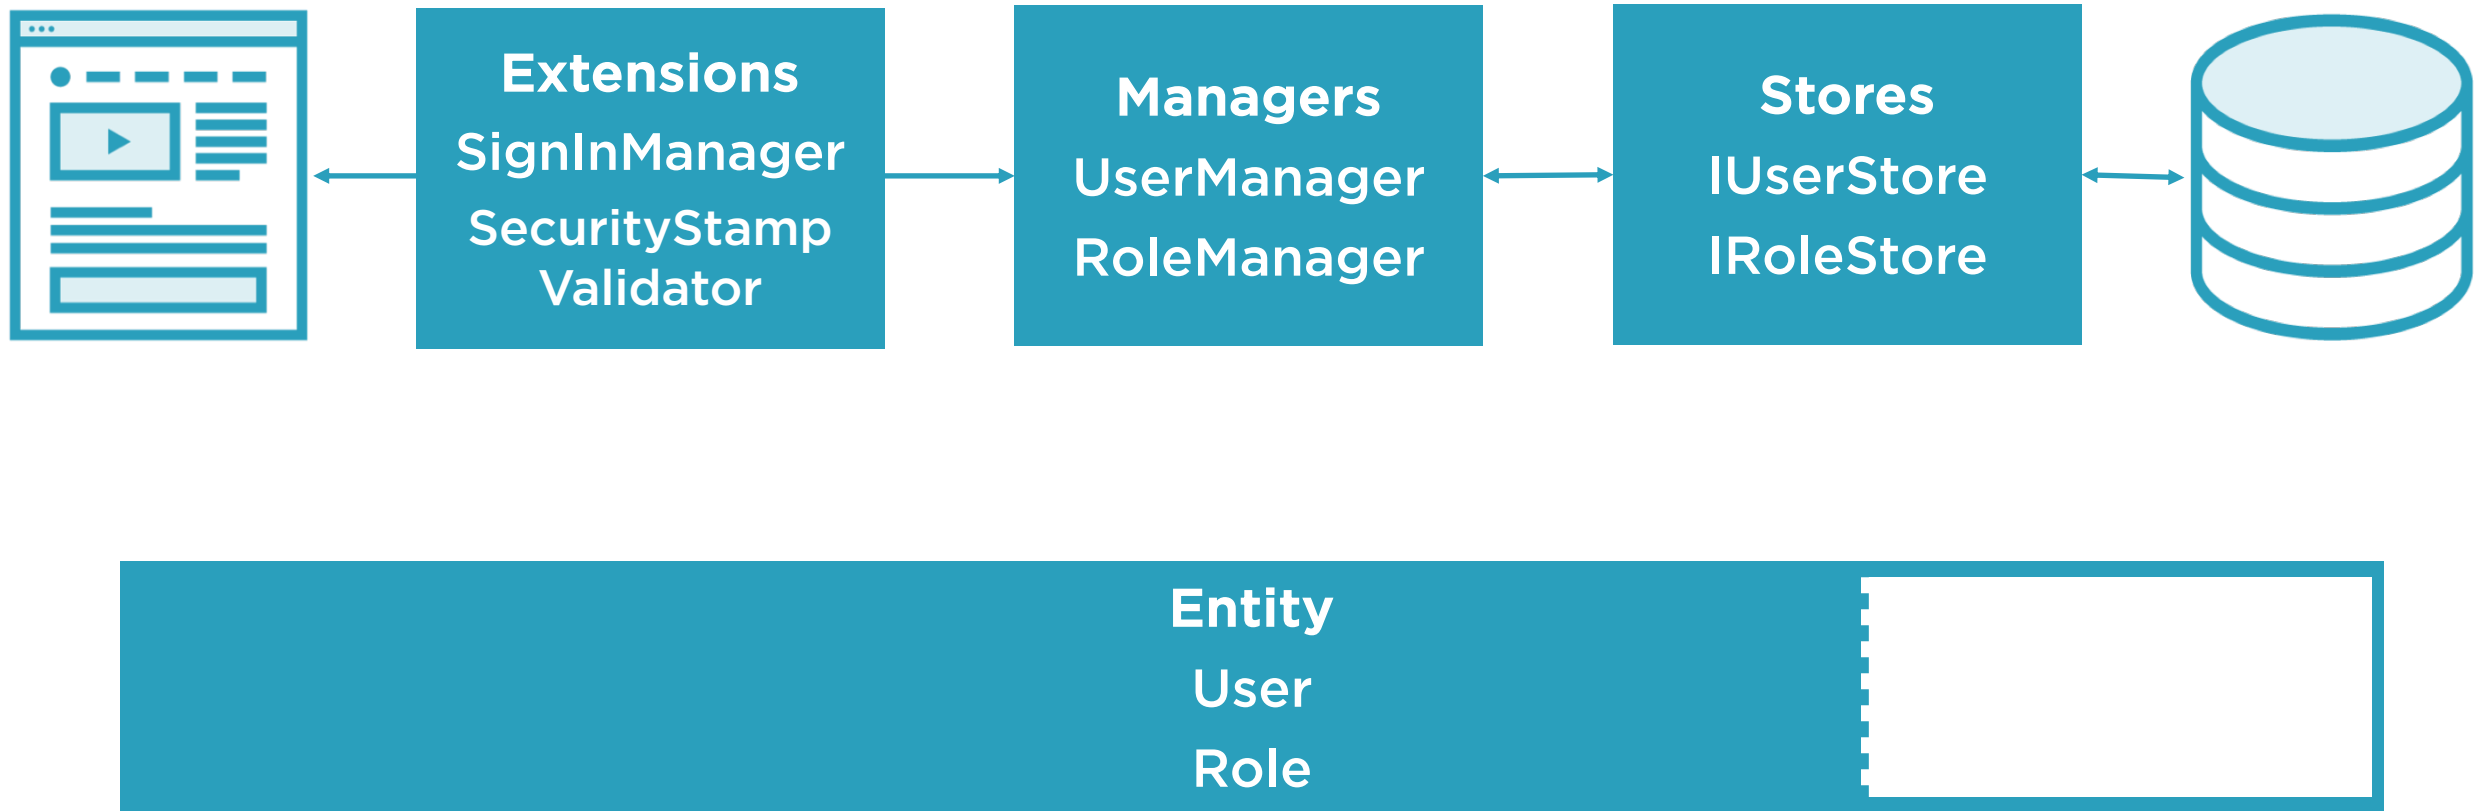 Extensions
SignInManager
SecurityStamp
Validator
Managers
UserManager
RoleManager
Stores
IUserStore
IRoleStore
Entity
User
Role